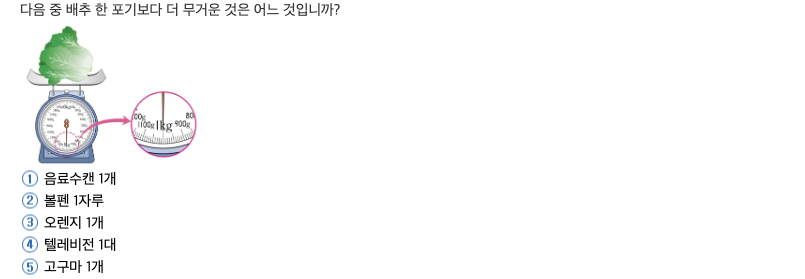 다음 중 배추 한 포기보다 더 무거운 것은 어느 것입니까?
00g 1100g 1kg 900g 80
1kg
① 음료수캔 1개
② 볼펜 1자루
③ 오렌지 1개
④ 텔레비전 1대
⑤ 고구마 1개